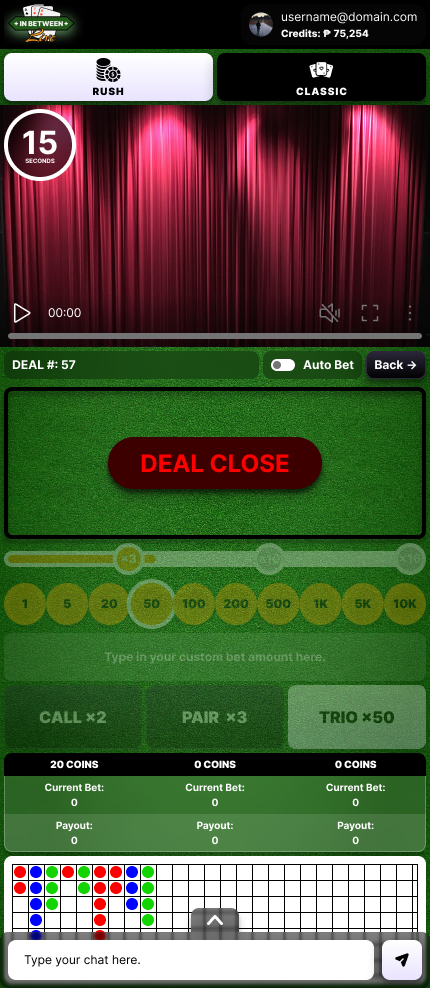 IN BETWEEN
2nd
username@domain.com
Credits: ₱ 75,254
RUSH
CLASSIC
15
SECONDS
00:00
DEAL #: 57
Auto Bet
Back →
DEAL CLOSE
×3
1 5 20 50 100 200 500 1K 5K 10K
Type in your custom bet amount here.
CALL ×2 PAIR ×3 TRIO ×50
20 COINS 0 COINS 0 COINS
Current Bet: Current Bet: Current Bet:
0 0 0
Payout: Payout: Payout:
0 0 0
Type your chat here.